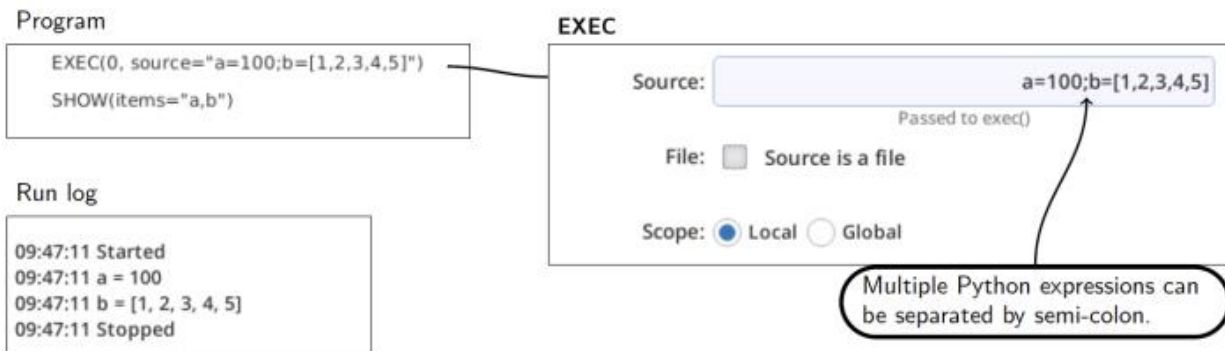 Program
EXEC(0, source="a=100;b=[1,2,3,4,5]")
SHOW(items="a,b")
Run log
09:47:11 Started
09:47:11 a = 100
09:47:11 b = [1, 2, 3, 4, 5]
09:47:11 Stopped
EXEC
Source: a=100;b=[1,2,3,4,5]
Passed to exec()
File: Source is a file
Scope: Local Global
Multiple Python expressions can
be separated by semi-colon.